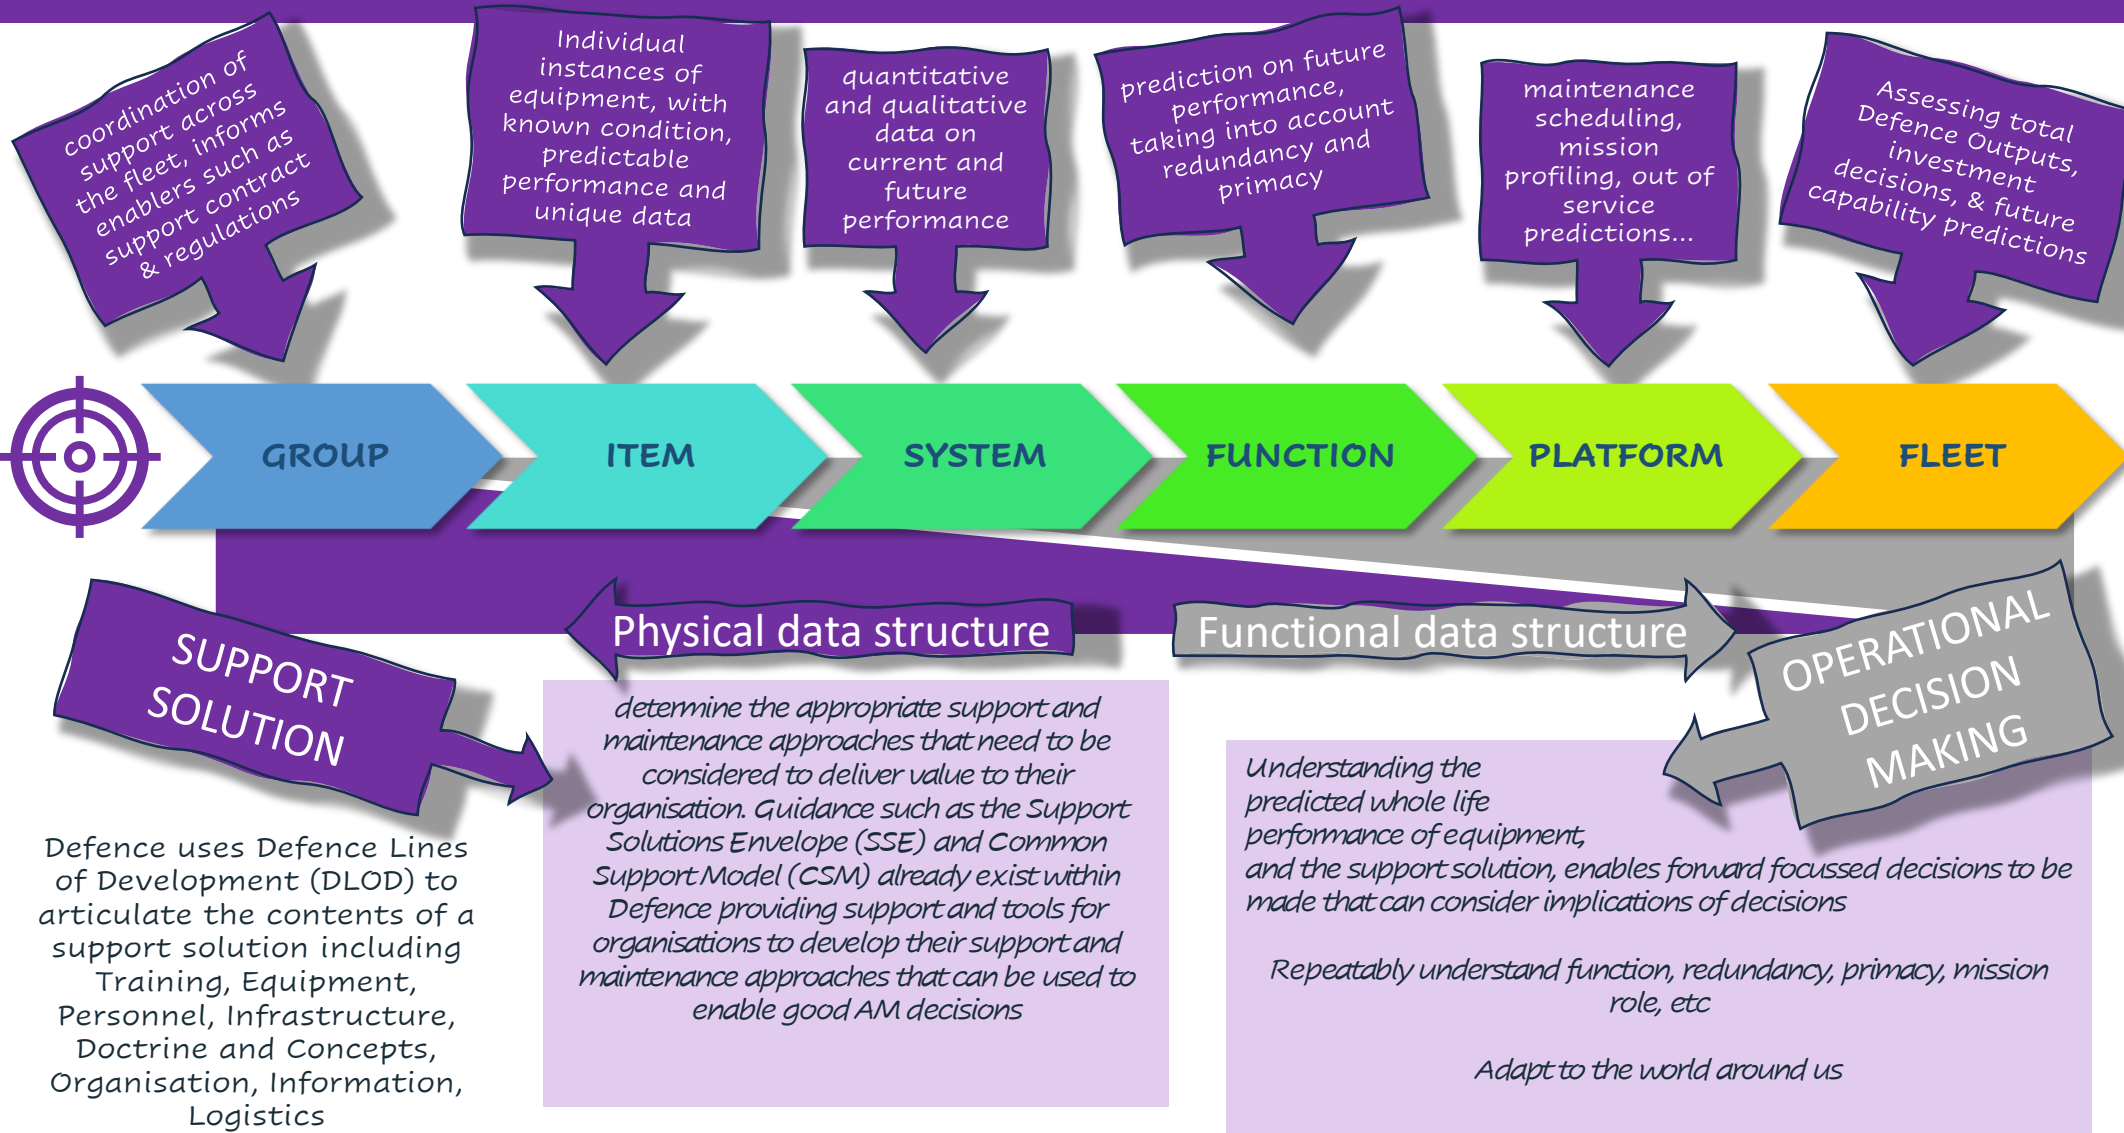 coordination of
support across
the fleet, informs
enablers such as
support contract
& regulations
Individual
instances of
equipment, with
known condition,
predictable
performance and
unique data
quantitative
and qualitative
data on
current and
future
performance
prediction on future
performance,
taking into account
redundancy and
primacy
maintenance
scheduling,
mission
profiling, out of
service
predictions...
Assessing total
Defence Outputs,
investment
decisions, & future
capability predictions
GROUP
ITEM
SYSTEM
FUNCTION
PLATFORM
FLEET
Physical data structure
Functional data structure
SUPPORT
SOLUTION
OPERATIONAL
DECISION
MAKING
Defence uses Defence Lines
of Development (DLOD) to
articulate the contents of a
support solution including
Training, Equipment,
Personnel, Infrastructure,
Doctrine and Concepts,
Organisation, Information,
Logistics
determine the appropriate support and
maintenance approaches that need to be
considered to deliver value to their
organisation. Guidance such as the Support
Solutions Envelope (SSE) and Common
Support Model (CSM) already exist within
Defence providing support and tools for
organisations to develop their support and
maintenance approaches that can be used to
enable good AM decisions
Understanding the
predicted whole life
performance of equipment,
and the support solution, enables forward focussed decisions to be
made that can consider implications of decisions
Repeatably understand function, redundancy, primacy, mission
role, etc
Adapt to the world around us